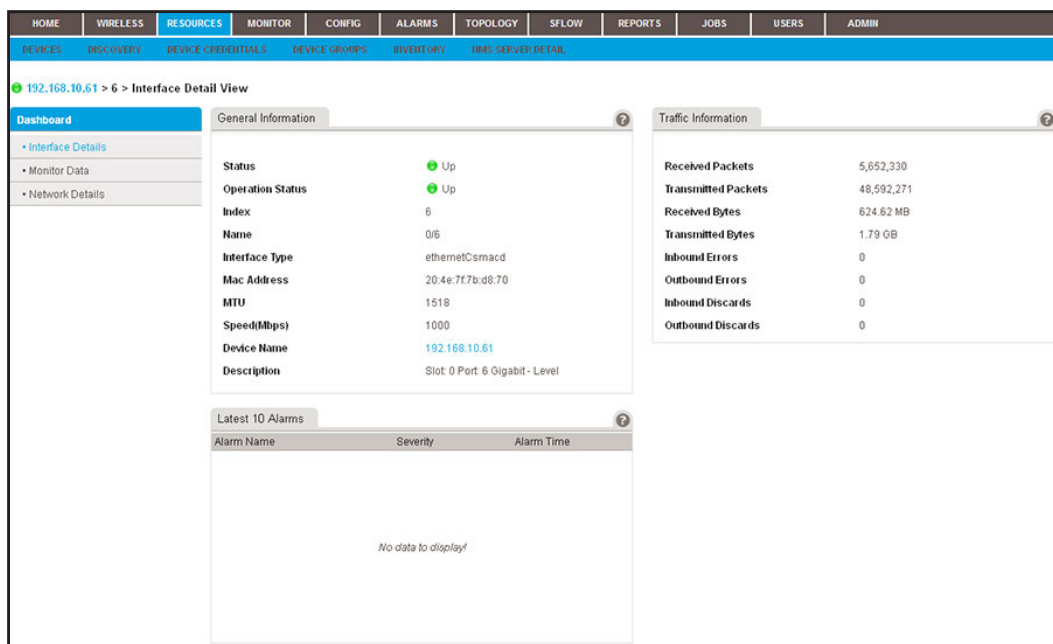 HOME WIRELESS RESOURCES MONITOR CONFIG ALARMS TOPOLOGY SFLOW REPORTS JOBS USERS ADMIN
DEVICES DISCOVERY DEVICE CREDENTIALS DEVICE GROUPS INVENTORY NMS SERVER DETAIL
192.168.10.61 > 6 > Interface Detail View
Dashboard
• Interface Details
• Monitor Data
• Network Details
General Information ?
Status Up
Operation Status Up
Index 6
Name 0/6
Interface Type ethernetCsmacd
Mac Address 20:4e:7f:7b:d8:70
MTU 1518
Speed(Mbps) 1000
Device Name 192.168.10.61
Description Slot: 0 Port: 6 Gigabit - Level
Traffic Information ?
Received Packets 5,652,330
Transmitted Packets 48,592,271
Received Bytes 624.62 MB
Transmitted Bytes 1.79 GB
Inbound Errors 0
Outbound Errors 0
Inbound Discards 0
Outbound Discards 0
Latest 10 Alarms ?
Alarm Name Severity Alarm Time
No data to display!